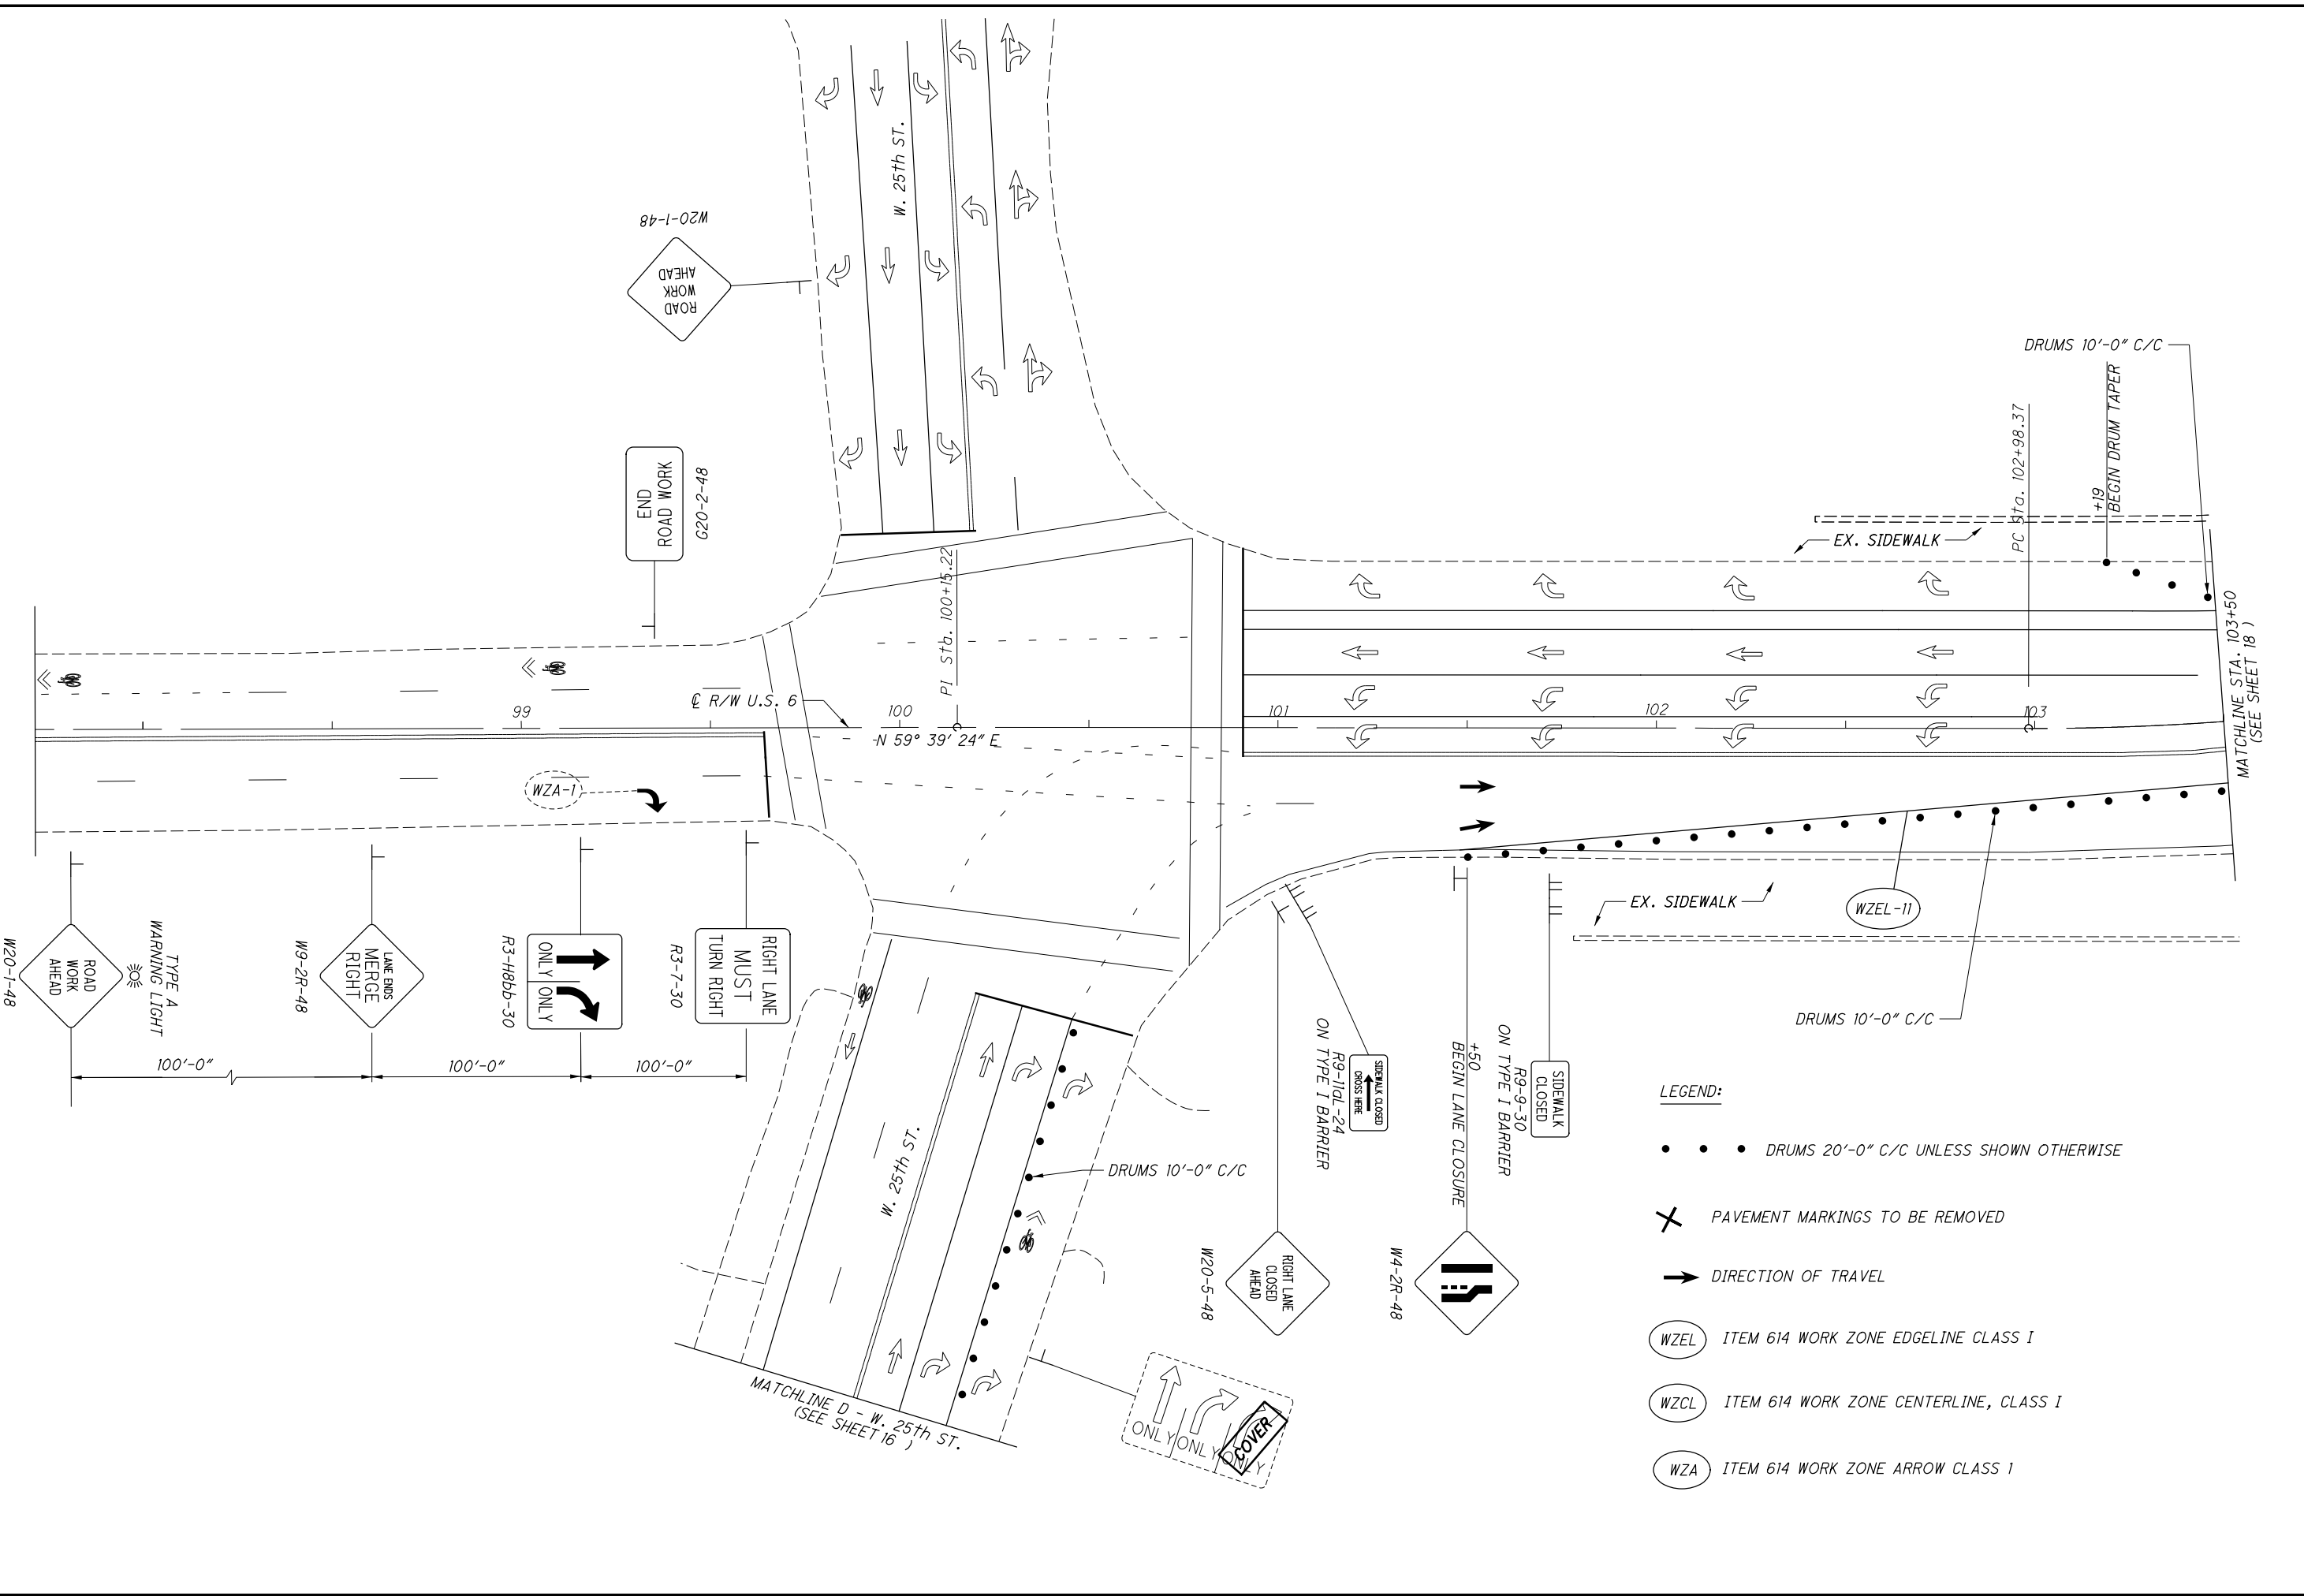 W. 25th ST.
W20-1-48
ROAD
WORK
AHEAD
END
ROAD WORK
G20-2-48
DRUMS 10'-0" C/C
+19
BEGIN DRUM TAPER
PC Sta. 102+98.37
EX. SIDEWALK
MATCHLINE STA. 103+50
(SEE SHEET 18 )
PI Sta. 100+15.22
℄ R/W U.S. 6
99
100
101
102
103
N 59° 39' 24" E
WZA-1
EX. SIDEWALK
WZEL-11
DRUMS 10'-0" C/C
W20-1-48
ROAD
WORK
AHEAD
TYPE A
WARNING LIGHT
W9-2R-48
LANE ENDS
MERGE
RIGHT
R3-H8bb-30
ONLY ONLY
R3-7-30
RIGHT LANE
MUST
TURN RIGHT
100'-0"
100'-0"
100'-0"
SIDEWALK CLOSED
CROSS HERE
R9-11aL-24
ON TYPE I BARRIER
+50
BEGIN LANE CLOSURE
SIDEWALK
CLOSED
R9-9-30
ON TYPE I BARRIER
RIGHT LANE
CLOSED
AHEAD
W20-5-48
W4-2R-48
W. 25th ST.
DRUMS 10'-0" C/C
MATCHLINE D - W. 25th ST.
(SEE SHEET 16 )
ONLY ONLY ONLY
COVER
LEGEND:
DRUMS 20'-0" C/C UNLESS SHOWN OTHERWISE
PAVEMENT MARKINGS TO BE REMOVED
DIRECTION OF TRAVEL
WZEL ITEM 614 WORK ZONE EDGELINE CLASS I
WZCL ITEM 614 WORK ZONE CENTERLINE, CLASS I
WZA ITEM 614 WORK ZONE ARROW CLASS 1